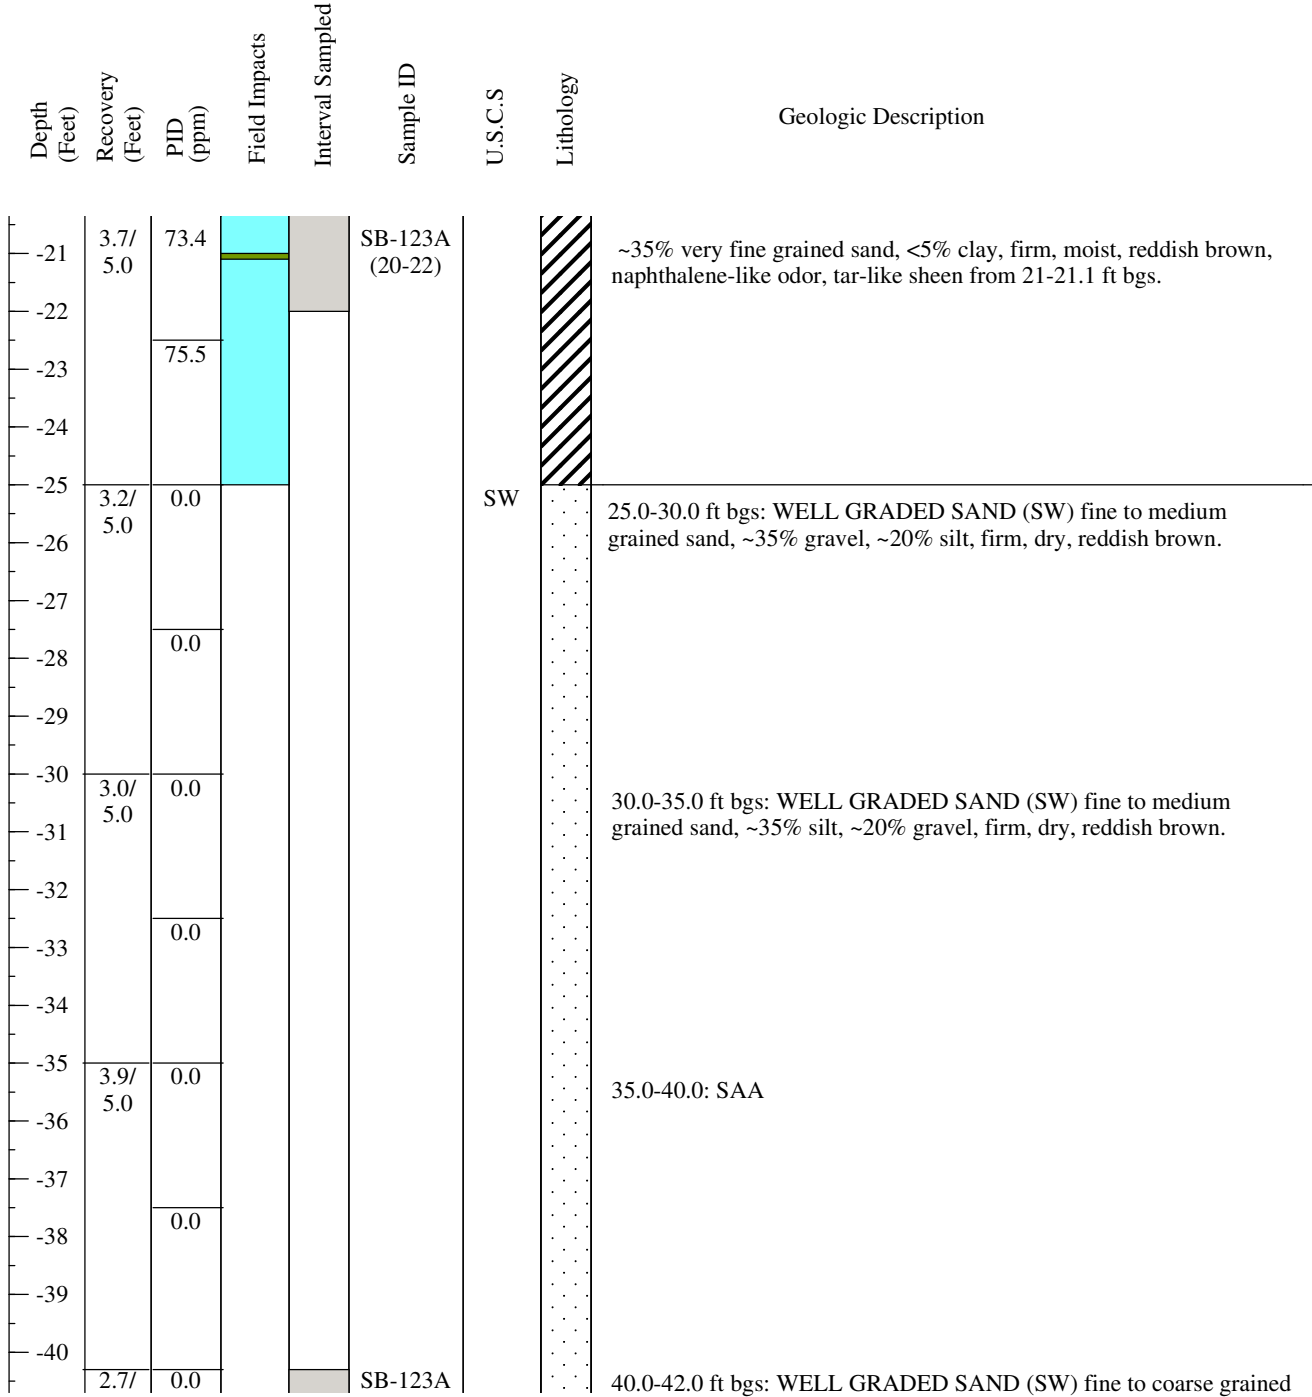 Depth
(Feet)
Recovery
(Feet)
PID
(ppm)
Field Impacts
Interval Sampled
Sample ID
U.S.C.S
Lithology
Geologic Description
-21
-22
-23
-24
-25
-26
-27
-28
-29
-30
-31
-32
-33
-34
-35
-36
-37
-38
-39
-40
3.7/
5.0
3.2/
5.0
3.0/
5.0
3.9/
5.0
2.7/
73.4
75.5
0.0
0.0
0.0
0.0
0.0
0.0
0.0
SB-123A
(20-22)
SB-123A
SW
~35% very fine grained sand, <5% clay, firm, moist, reddish brown,
naphthalene-like odor, tar-like sheen from 21-21.1 ft bgs.
25.0-30.0 ft bgs: WELL GRADED SAND (SW) fine to medium
grained sand, ~35% gravel, ~20% silt, firm, dry, reddish brown.
30.0-35.0 ft bgs: WELL GRADED SAND (SW) fine to medium
grained sand, ~35% silt, ~20% gravel, firm, dry, reddish brown.
35.0-40.0: SAA
40.0-42.0 ft bgs: WELL GRADED SAND (SW) fine to coarse grained